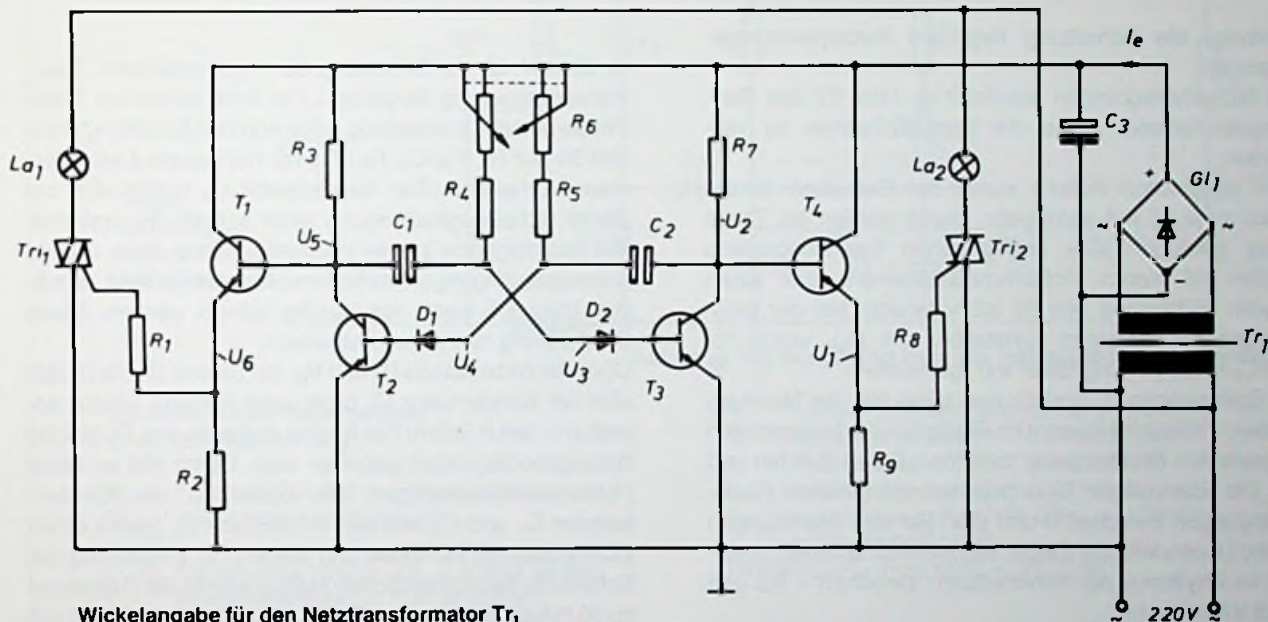 Ie
C3
R6
La1
R3
R7
La2
+ Gl1
R4
R5
T1
T4
U5
C1
C2
U2
Tri1
Tri2
~ ~
-
R1
D1
D2
U6
T2
U4
U3
T3
U1
R8
Tr1
R2
R9
Wickelangabe für den Netztransformator Tr1
~ 220V ~